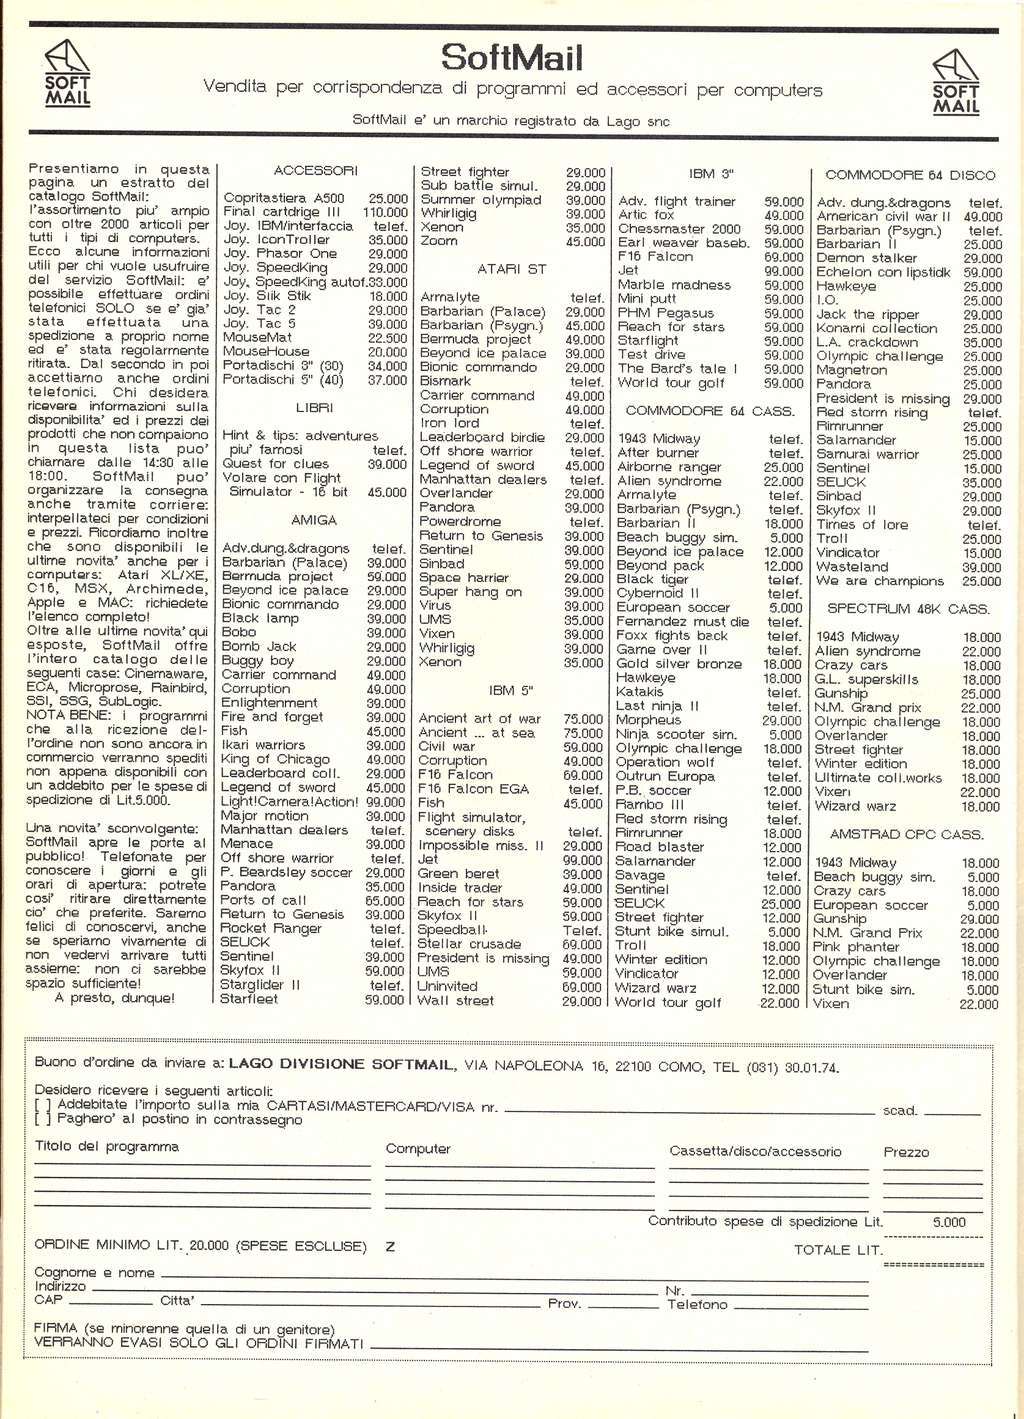 SOFT
MAIL
SoftMail
Vendita per corrispondenza di programmi ed accessori per computers
SoftMail e' un marchio registrato da Lago snc
SOFT
MAIL
Presentiamo in questa
pagina un estratto del
catalogo SoftMail:
l'assortimento piu' ampio
con oltre 2000 articoli per
tutti i tipi di computers.
Ecco alcune informazioni
utili per chi vuole usufruire
del servizio SoftMail: e'
possibile effettuare ordini
telefonici SOLO se e' gia'
stata effettuata una
spedizione a proprio nome
ed e' stata regolarmente
ritirata. Dal secondo in poi
accettiamo anche ordini
telefonici. Chi desidera
ricevere informazioni sulla
disponibilita' ed i prezzi dei
prodotti che non compaiono
in questa lista puo'
chiamare dalle 14:30 alle
18:00. SoftMail puo'
organizzare la consegna
anche tramite corriere:
interpellateci per condizioni
e prezzi. Ricordiamo inoltre
che sono disponibili le
ultime novita' anche per i
computers: Atari XL/XE,
C16, MSX, Archimede,
Apple e MAC: richiedete
l'elenco completo!
Oltre alle ultime novita' qui
esposte, SoftMail offre
l'intero catalogo delle
seguenti case: Cinemaware,
ECA, Microprose, Rainbird,
SSI, SSG, SubLogic.
NOTA BENE: i programmi
che alla ricezione del-
l'ordine non sono ancora in
commercio verranno spediti
non appena disponibili con
un addebito per le spese di
spedizione di Lit.5.000.
Una novita' sconvolgente:
SoftMail apre le porte al
pubblico! Telefonate per
conoscere i giorni e gli
orari di apertura: potrete
cosi' ritirare direttamente
cio' che preferite. Saremo
felici di conoscervi, anche
se speriamo vivamente di
non vedervi arrivare tutti
assieme: non ci sarebbe
spazio sufficiente!
A presto, dunque!
ACCESSORI
Copritastiera A500 25.000
Final cartdrige III 110.000
Joy. IBM/interfaccia telef.
Joy. IconTroller 35.000
Joy. Phasor One 29.000
Joy. SpeedKing 29.000
Joy. SpeedKing autof.33.000
Joy. Slik Stik 18.000
Joy. Tac 2 29.000
Joy. Tac 5 39.000
MouseMat 22.500
MouseHouse 20.000
Portadischi 3" (30) 34.000
Portadischi 5" (40) 37.000
LIBRI
Hint & tips: adventures
piu' famosi telef.
Quest for clues 39.000
Volare con Flight
Simulator - 16 bit 45.000
AMIGA
Adv.dung.&dragons telef.
Barbarian (Palace) 39.000
Bermuda project 59.000
Beyond ice palace 29.000
Bionic commando 29.000
Black lamp 39.000
Bobo 39.000
Bomb Jack 29.000
Buggy boy 29.000
Carrier command 49.000
Corruption 49.000
Enlightenment 39.000
Fire and forget 39.000
Fish 45.000
Ikari warriors 39.000
King of Chicago 49.000
Leaderboard coll. 29.000
Legend of sword 45.000
Light!Camera!Action! 99.000
Major motion 39.000
Manhattan dealers telef.
Menace 39.000
Off shore warrior telef.
P. Beardsley soccer 29.000
Pandora 35.000
Ports of call 65.000
Return to Genesis 39.000
Rocket Ranger telef.
SEUCK telef.
Sentinel 39.000
Skyfox II 59.000
Starglider II telef.
Starfleet 59.000
Street fighter 29.000
Sub battle simul. 29.000
Summer olympiad 39.000
Whirligig 39.000
Xenon 35.000
Zoom 45.000
ATARI ST
Armalyte telef.
Barbarian (Palace) 29.000
Barbarian (Psygn.) 45.000
Bermuda project 49.000
Beyond ice palace 39.000
Bionic commando 29.000
Bismark telef.
Carrier command 49.000
Corruption 49.000
Iron lord telef.
Leaderboard birdie 29.000
Off shore warrior telef.
Legend of sword 45.000
Manhattan dealers telef.
Overlander 29.000
Pandora 39.000
Powerdrome telef.
Return to Genesis 39.000
Sentinel 39.000
Sinbad 59.000
Space harrier 29.000
Super hang on 39.000
Virus 39.000
UMS 35.000
Vixen 39.000
Whirligig 39.000
Xenon 35.000
IBM 5"
Ancient art of war 75.000
Ancient ... at sea 75.000
Civil war 59.000
Corruption 49.000
F16 Falcon 69.000
F16 Falcon EGA telef.
Fish 45.000
Flight simulator,
scenery disks telef.
Impossible miss. II 29.000
Jet 99.000
Green beret 39.000
Inside trader 49.000
Reach for stars 59.000
Skyfox II 59.000
Speedball Telef.
Stellar crusade 69.000
President is missing 49.000
UMS 59.000
Uninvited 69.000
Wall street 29.000
IBM 3"
Adv. flight trainer 59.000
Artic fox 49.000
Chessmaster 2000 59.000
Earl weaver baseb. 59.000
F16 Falcon 69.000
Jet 99.000
Marble madness 59.000
Mini putt 59.000
PHM Pegasus 59.000
Reach for stars 59.000
Starflight 59.000
Test drive 59.000
The Bard's tale I 59.000
World tour golf 59.000
COMMODORE 64 CASS.
1943 Midway telef.
After burner telef.
Airborne ranger 25.000
Alien syndrome 22.000
Armalyte telef.
Barbarian (Psygn.) telef.
Barbarian II 18.000
Beach buggy sim. 5.000
Beyond ice palace 12.000
Beyond pack 12.000
Black tiger telef.
Cybernoid II telef.
European soccer 5.000
Fernandez must die telef.
Foxx fights back telef.
Game over II telef.
Gold silver bronze 18.000
Hawkeye 18.000
Katakis telef.
Last ninja II telef.
Morpheus 29.000
Ninja scooter sim. 5.000
Olympic challenge 18.000
Operation wolf telef.
Outrun Europa telef.
P.B. soccer 12.000
Rambo III telef.
Red storm rising telef.
Rimrunner 18.000
Road blaster 12.000
Salamander 12.000
Savage telef.
Sentinel 12.000
SEUCK 25.000
Street fighter 12.000
Stunt bike simul. 5.000
Troll 18.000
Winter edition 12.000
Vindicator 12.000
Wizard warz 12.000
World tour golf 22.000
COMMODORE 64 DISCO
Adv. dung.&dragons telef.
American civil war II 49.000
Barbarian (Psygn.) telef.
Barbarian II 25.000
Demon stalker 29.000
Echelon con lipstidk 59.000
Hawkeye 25.000
I.O. 25.000
Jack the ripper 29.000
Konami collection 25.000
L.A. crackdown 35.000
Olympic challenge 25.000
Magnetron 25.000
Pandora 25.000
President is missing 29.000
Red storm rising telef.
Rimrunner 25.000
Salamander 15.000
Samurai warrior 25.000
Sentinel 15.000
SEUCK 35.000
Sinbad 29.000
Skyfox II 29.000
Times of lore telef.
Troll 25.000
Vindicator 15.000
Wasteland 39.000
We are champions 25.000
SPECTRUM 48K CASS.
1943 Midway 18.000
Alien syndrome 22.000
Crazy cars 18.000
G.L. superskills 18.000
Gunship 25.000
N.M. Grand prix 22.000
Olympic challenge 18.000
Overlander 18.000
Street fighter 18.000
Winter edition 18.000
Ultimate coll.works 18.000
Vixen 22.000
Wizard warz 18.000
AMSTRAD CPC CASS.
1943 Midway 18.000
Beach buggy sim. 5.000
Crazy cars 18.000
European soccer 5.000
Gunship 29.000
N.M. Grand Prix 22.000
Pink phanter 18.000
Olympic challenge 18.000
Overlander 18.000
Stunt bike sim. 5.000
Vixen 22.000
Buono d'ordine da inviare a: LAGO DIVISIONE SOFTMAIL, VIA NAPOLEONA 16, 22100 COMO, TEL (031) 30.01.74.
Desidero ricevere i seguenti articoli:
[ ] Addebitate l'importo sulla mia CARTASI/MASTERCARD/VISA nr. scad.
[ ] Paghero' al postino in contrassegno
Titolo del programma Computer Cassetta/disco/accessorio Prezzo
Contributo spese di spedizione Lit. 5.000
ORDINE MINIMO LIT. 20.000 (SPESE ESCLUSE) Z TOTALE LIT.
Cognome e nome
Indirizzo Nr.
CAP Citta' Prov. Telefono
FIRMA (se minorenne quella di un genitore)
VERRANNO EVASI SOLO GLI ORDINI FIRMATI